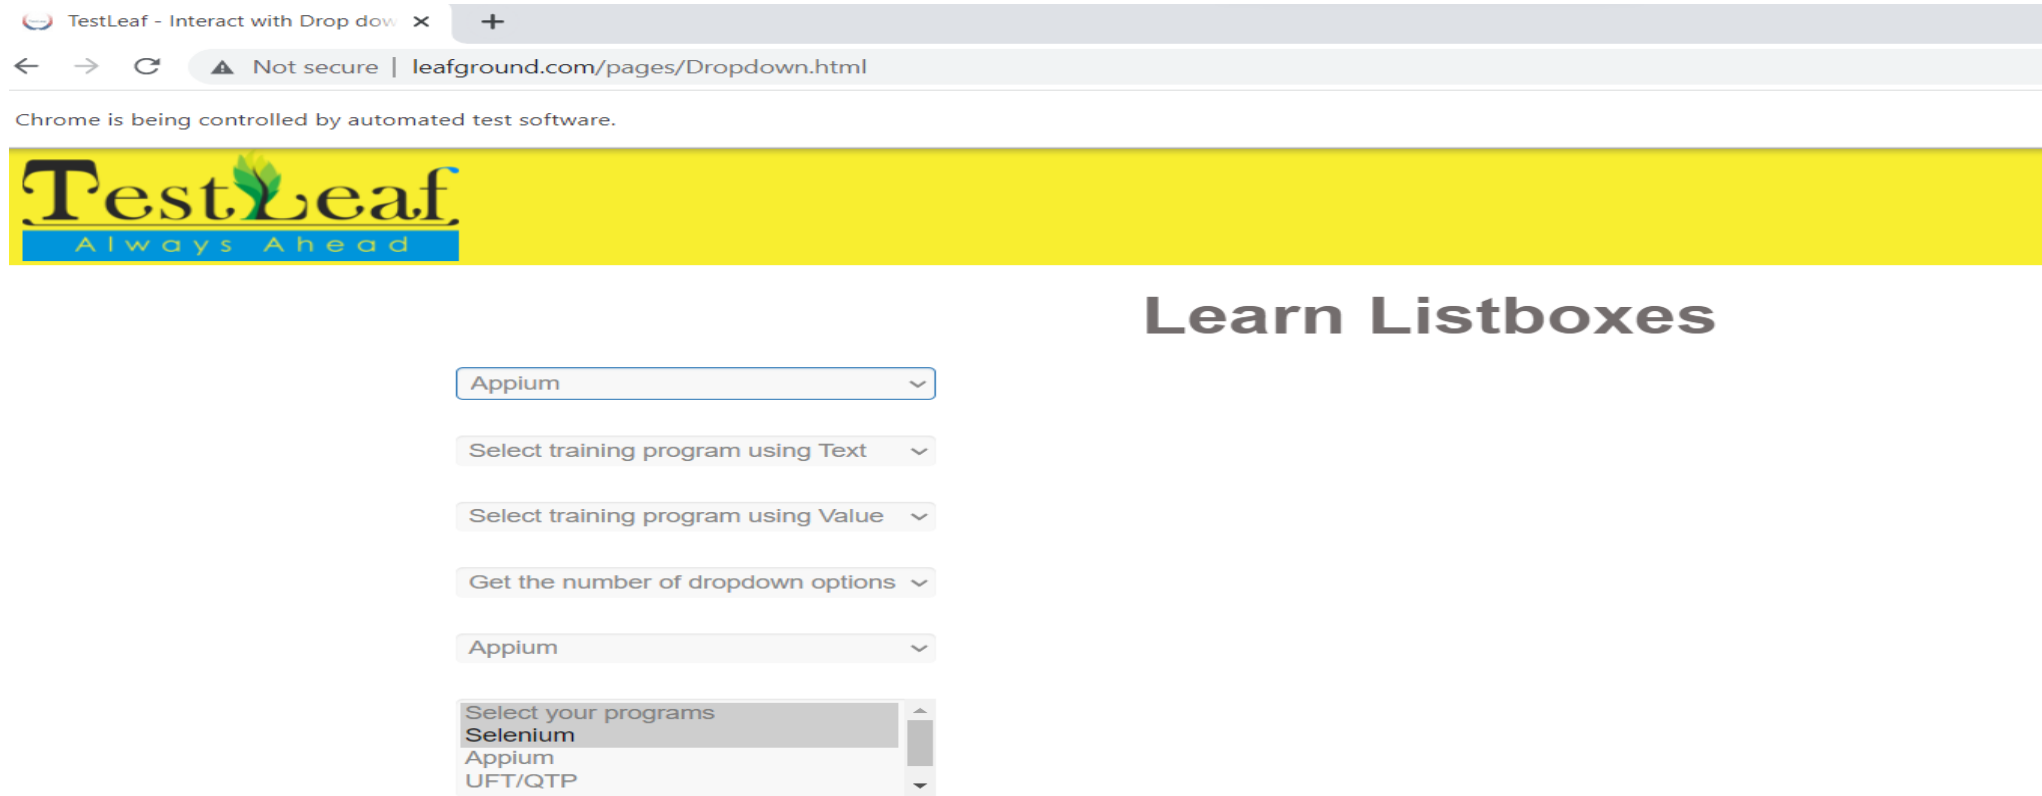 TestLeaf - Interact with Drop dow
Not secure | leafground.com/pages/Dropdown.html
Chrome is being controlled by automated test software.
TestLeaf
Always Ahead
Learn Listboxes
Appium
Select training program using Text
Select training program using Value
Get the number of dropdown options
Appium
Select your programs
Selenium
Appium
UFT/QTP